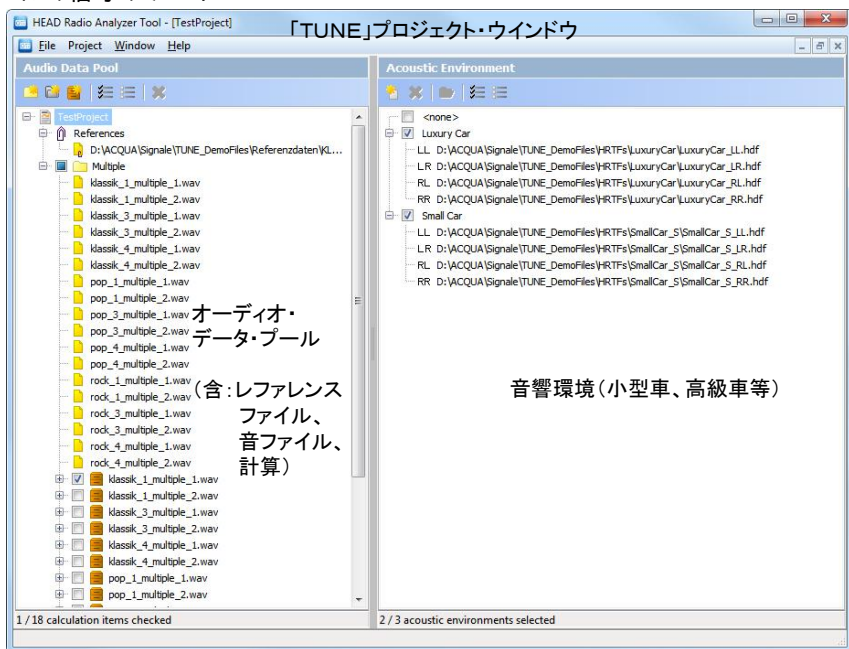 HEAD Radio Analyzer Tool - [TestProject]
「TUNE」プロジェクト・ウインドウ
File Project Window Help
Audio Data Pool
TestProject
References
D:\ACQUA\Signale\TUNE_DemoFiles\Referenzdaten\KL...
Multiple
klassik_1_multiple_1.wav
klassik_1_multiple_2.wav
klassik_3_multiple_1.wav
klassik_3_multiple_2.wav
klassik_4_multiple_1.wav
klassik_4_multiple_2.wav
pop_1_multiple_1.wav
pop_1_multiple_2.wav
pop_3_multiple_1.wav
pop_3_multiple_2.wav
pop_4_multiple_1.wav
pop_4_multiple_2.wav
rock_1_multiple_1.wav
rock_1_multiple_2.wav
rock_3_multiple_1.wav
rock_3_multiple_2.wav
rock_4_multiple_1.wav
rock_4_multiple_2.wav
klassik_1_multiple_1.wav
klassik_1_multiple_2.wav
klassik_3_multiple_1.wav
klassik_3_multiple_2.wav
klassik_4_multiple_1.wav
klassik_4_multiple_2.wav
pop_1_multiple_1.wav
pop_1_multiple_2.wav
オーディオ・
データ・プール
(含:レファレンス
ファイル、
音ファイル、
計算)
1 / 18 calculation items checked
Acoustic Environment
<none>
Luxury Car
LL D:\ACQUA\Signale\TUNE_DemoFiles\HRTFs\LuxuryCar\LuxuryCar_LL.hdf
LR D:\ACQUA\Signale\TUNE_DemoFiles\HRTFs\LuxuryCar\LuxuryCar_LR.hdf
RL D:\ACQUA\Signale\TUNE_DemoFiles\HRTFs\LuxuryCar\LuxuryCar_RL.hdf
RR D:\ACQUA\Signale\TUNE_DemoFiles\HRTFs\LuxuryCar\LuxuryCar_RR.hdf
Small Car
LL D:\ACQUA\Signale\TUNE_DemoFiles\HRTFs\SmallCar_S\SmallCar_S_LL.hdf
LR D:\ACQUA\Signale\TUNE_DemoFiles\HRTFs\SmallCar_S\SmallCar_S_LR.hdf
RL D:\ACQUA\Signale\TUNE_DemoFiles\HRTFs\SmallCar_S\SmallCar_S_RL.hdf
RR D:\ACQUA\Signale\TUNE_DemoFiles\HRTFs\SmallCar_S\SmallCar_S_RR.hdf
音響環境(小型車、高級車等)
2 / 3 acoustic environments selected